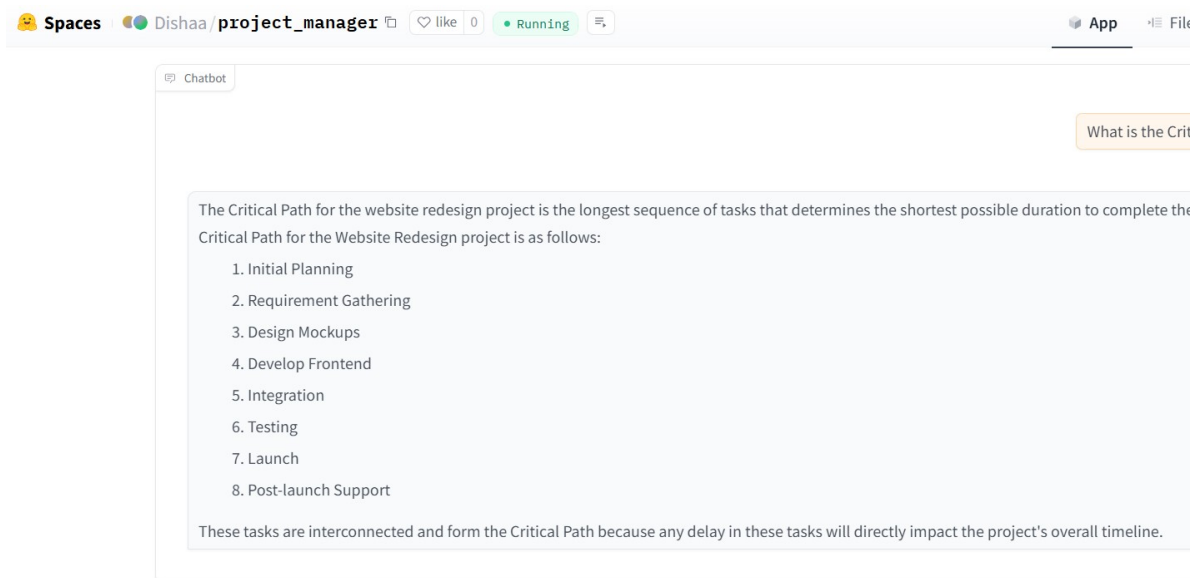 Spaces Dishaa/project_manager like 0 Running App
Chatbot
What is the
The Critical Path for the website redesign project is the longest sequence of tasks that determines the shortest possible duration to complete the
Critical Path for the Website Redesign project is as follows:
1. Initial Planning
2. Requirement Gathering
3. Design Mockups
4. Develop Frontend
5. Integration
6. Testing
7. Launch
8. Post-launch Support
These tasks are interconnected and form the Critical Path because any delay in these tasks will directly impact the project's overall timeline.